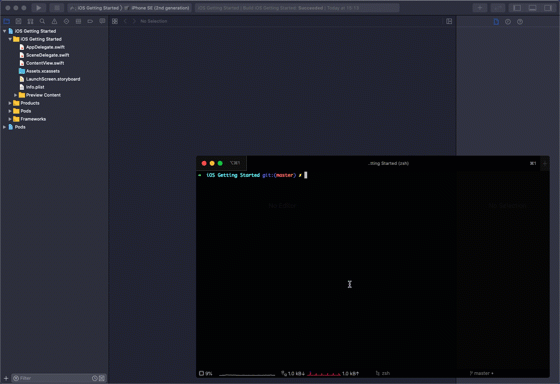 iOS Getting Started
iPhone SE (2nd generation)
iOS Getting Started | Build iOS Getting Started: Succeeded | Today at 15:17
No Selection
iOS Getting Started
iOS Getting Started
AppDelegate.swift
SceneDelegate.swift
ContentView.swift
Assets.xcassets
LaunchScreen.storyboard
Info.plist
Preview Content
Products
Pods
Frameworks
Pods
⌥⌘1
..tting Started (zsh)
⌘1
→ iOS Getting Started git:(master) ✗
Filter
9%
1.0 kB↓
1.0 kB↑
zsh
master